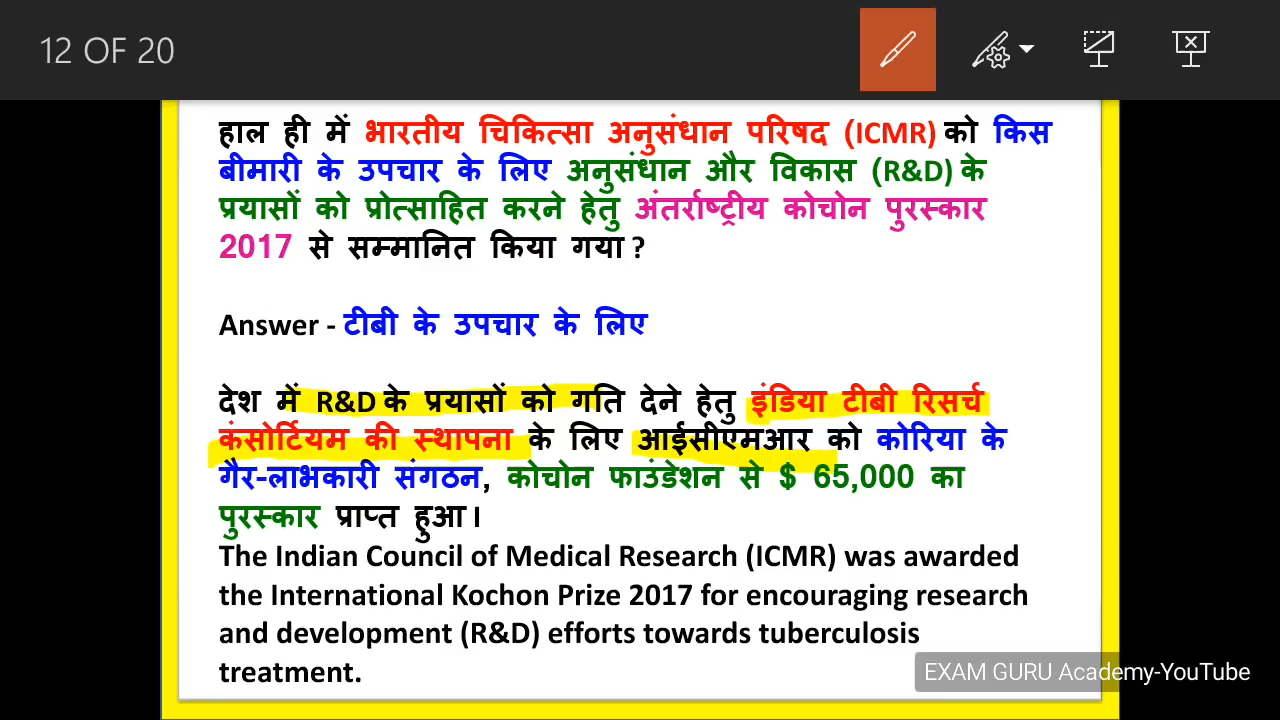 12 OF 20
हाल ही में भारतीय चिकित्सा अनुसंधान परिषद (ICMR) को किस
बीमारी के उपचार के लिए अनुसंधान और विकास (R&D) के
प्रयासों को प्रोत्साहित करने हेतु अंतर्राष्ट्रीय कोचोन पुरस्कार
2017 से सम्मानित किया गया ?
Answer - टीबी के उपचार के लिए
देश में R&D के प्रयासों को गति देने हेतु इंडिया टीबी रिसर्च
कंसोर्टियम की स्थापना के लिए आईसीएमआर को कोरिया के
गैर-लाभकारी संगठन, कोचोन फाउंडेशन से $ 65,000 का
पुरस्कार प्राप्त हुआ।
The Indian Council of Medical Research (ICMR) was awarded
the International Kochon Prize 2017 for encouraging research
and development (R&D) efforts towards tuberculosis
treatment.
EXAM GURU Academy-YouTube